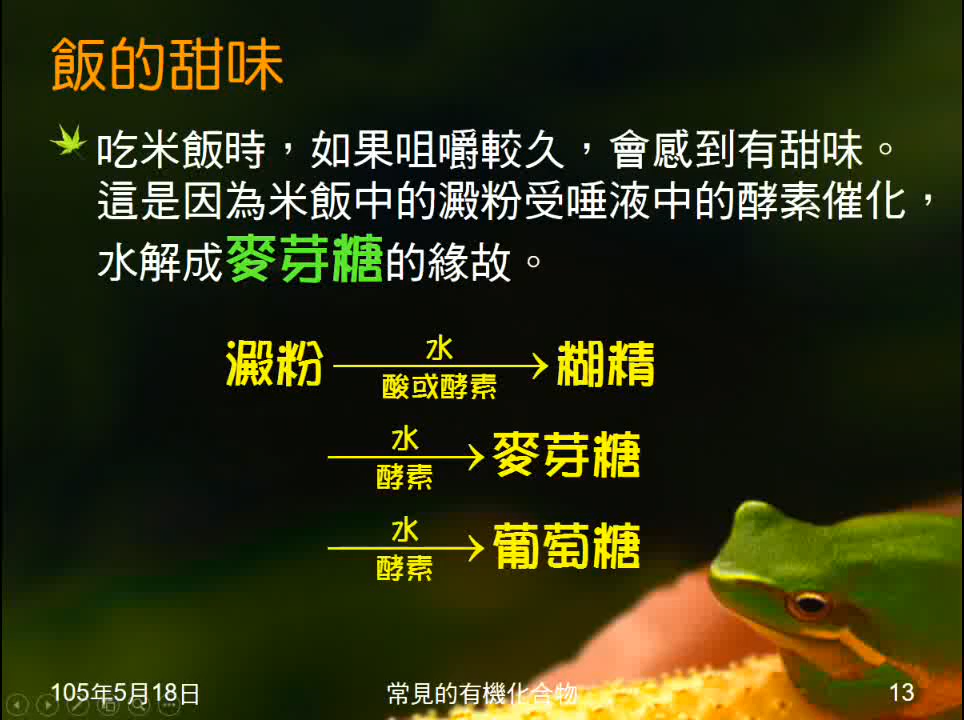 飯的甜味
吃米飯時，如果咀嚼較久，會感到有甜味。
這是因為米飯中的澱粉受唾液中的酵素催化，
水解成麥芽糖的緣故。
水
澱粉 糊精
酸或酵素
水
麥芽糖
酵素
水
葡萄糖
酵素
105年5月18日 常見的有機化合物 13